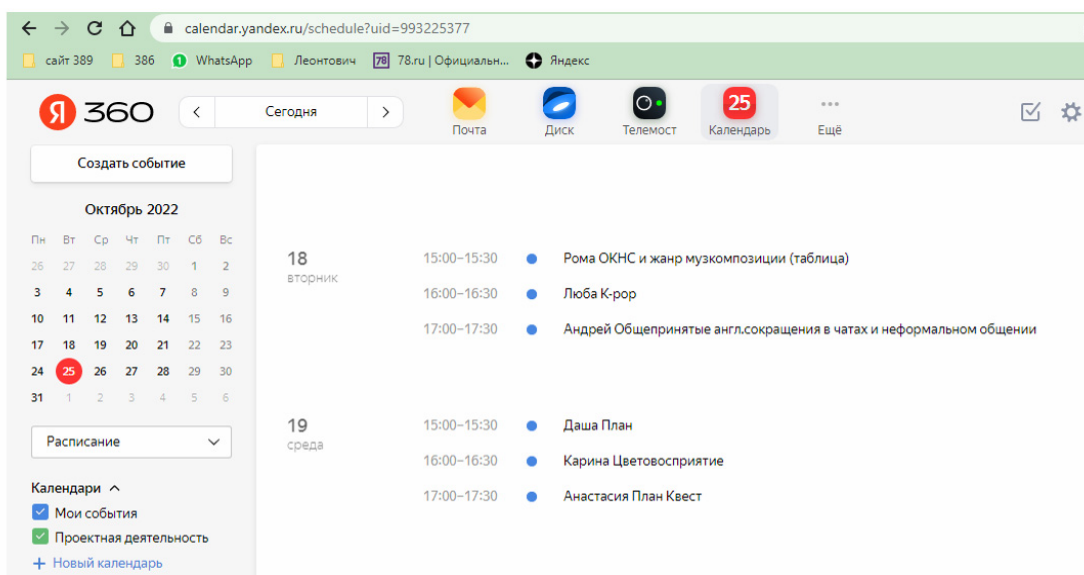 calendar.yandex.ru/schedule?uid=993225377
сайт 389 386 1 WhatsApp Леонтович 78 78.ru | Официальн... Яндекс
Я 360 Сегодня 25
Почта Диск Телемост Календарь Ещё
Создать событие
Октябрь 2022
Пн Вт Ср Чт Пт Сб Вс
26 27 28 29 30 1 2
3 4 5 6 7 8 9
10 11 12 13 14 15 16
17 18 19 20 21 22 23
24 25 26 27 28 29 30
31 1 2 3 4 5 6
Расписание
Календари
Мои события
Проектная деятельность
+ Новый календарь
18 15:00–15:30 Рома ОКНС и жанр музкомпозиции (таблица)
вторник
16:00–16:30 Люба К-рор
17:00–17:30 Андрей Общепринятые англ.сокращения в чатах и неформальном общении
19 15:00–15:30 Даша План
среда
16:00–16:30 Карина Цветовосприятие
17:00–17:30 Анастасия План Квест